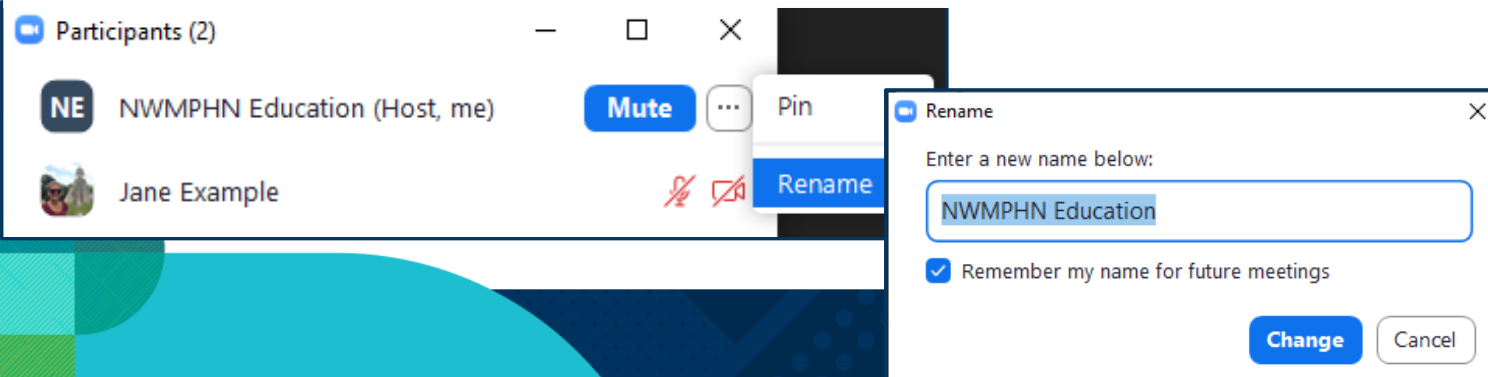 Participants (2)
NE NWMPHN Education (Host, me) Mute ...
Jane Example
Pin
Rename
Rename
Enter a new name below:
NWMPHN Education
Remember my name for future meetings
Change Cancel